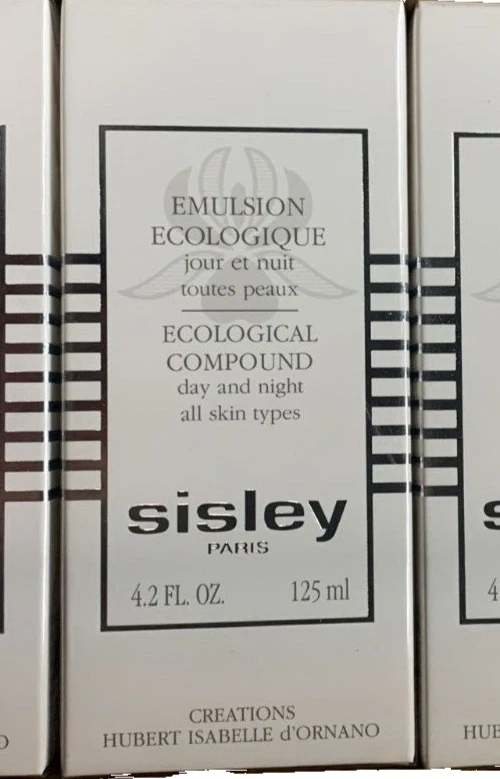 EMULSION
ECOLOGIQUE
jour et nuit
toutes peaux
ECOLOGICAL
COMPOUND
day and night
all skin types
sisley
PARIS
4.2 FL. OZ. 125 ml
CREATIONS
HUBERT ISABELLE d'ORNANO